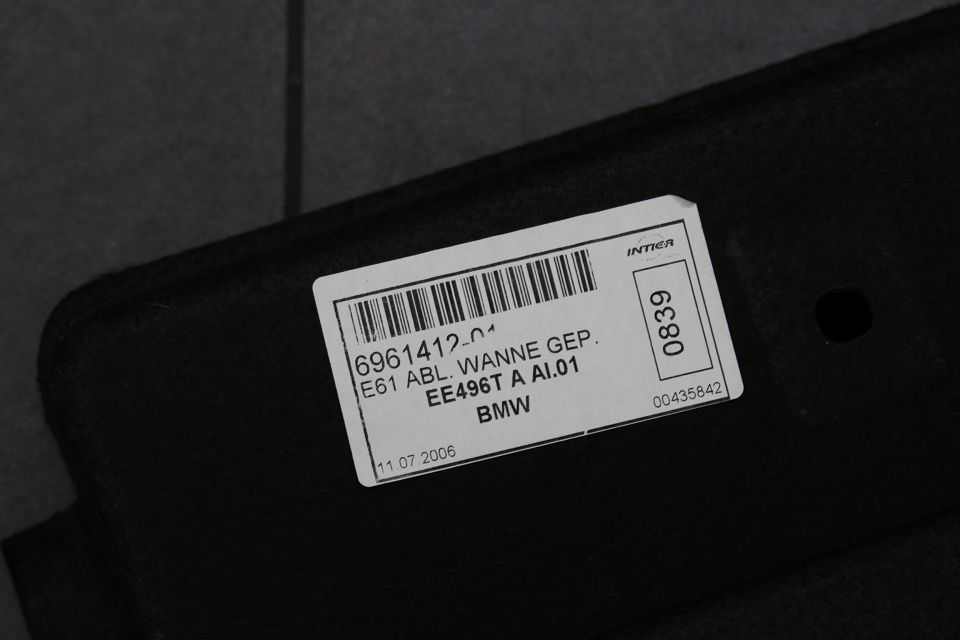 INTIER
6961412-01
E61 ABL. WANNE GEP.
EE496T A AI.01
BMW
0839
11.07.2006
00435842